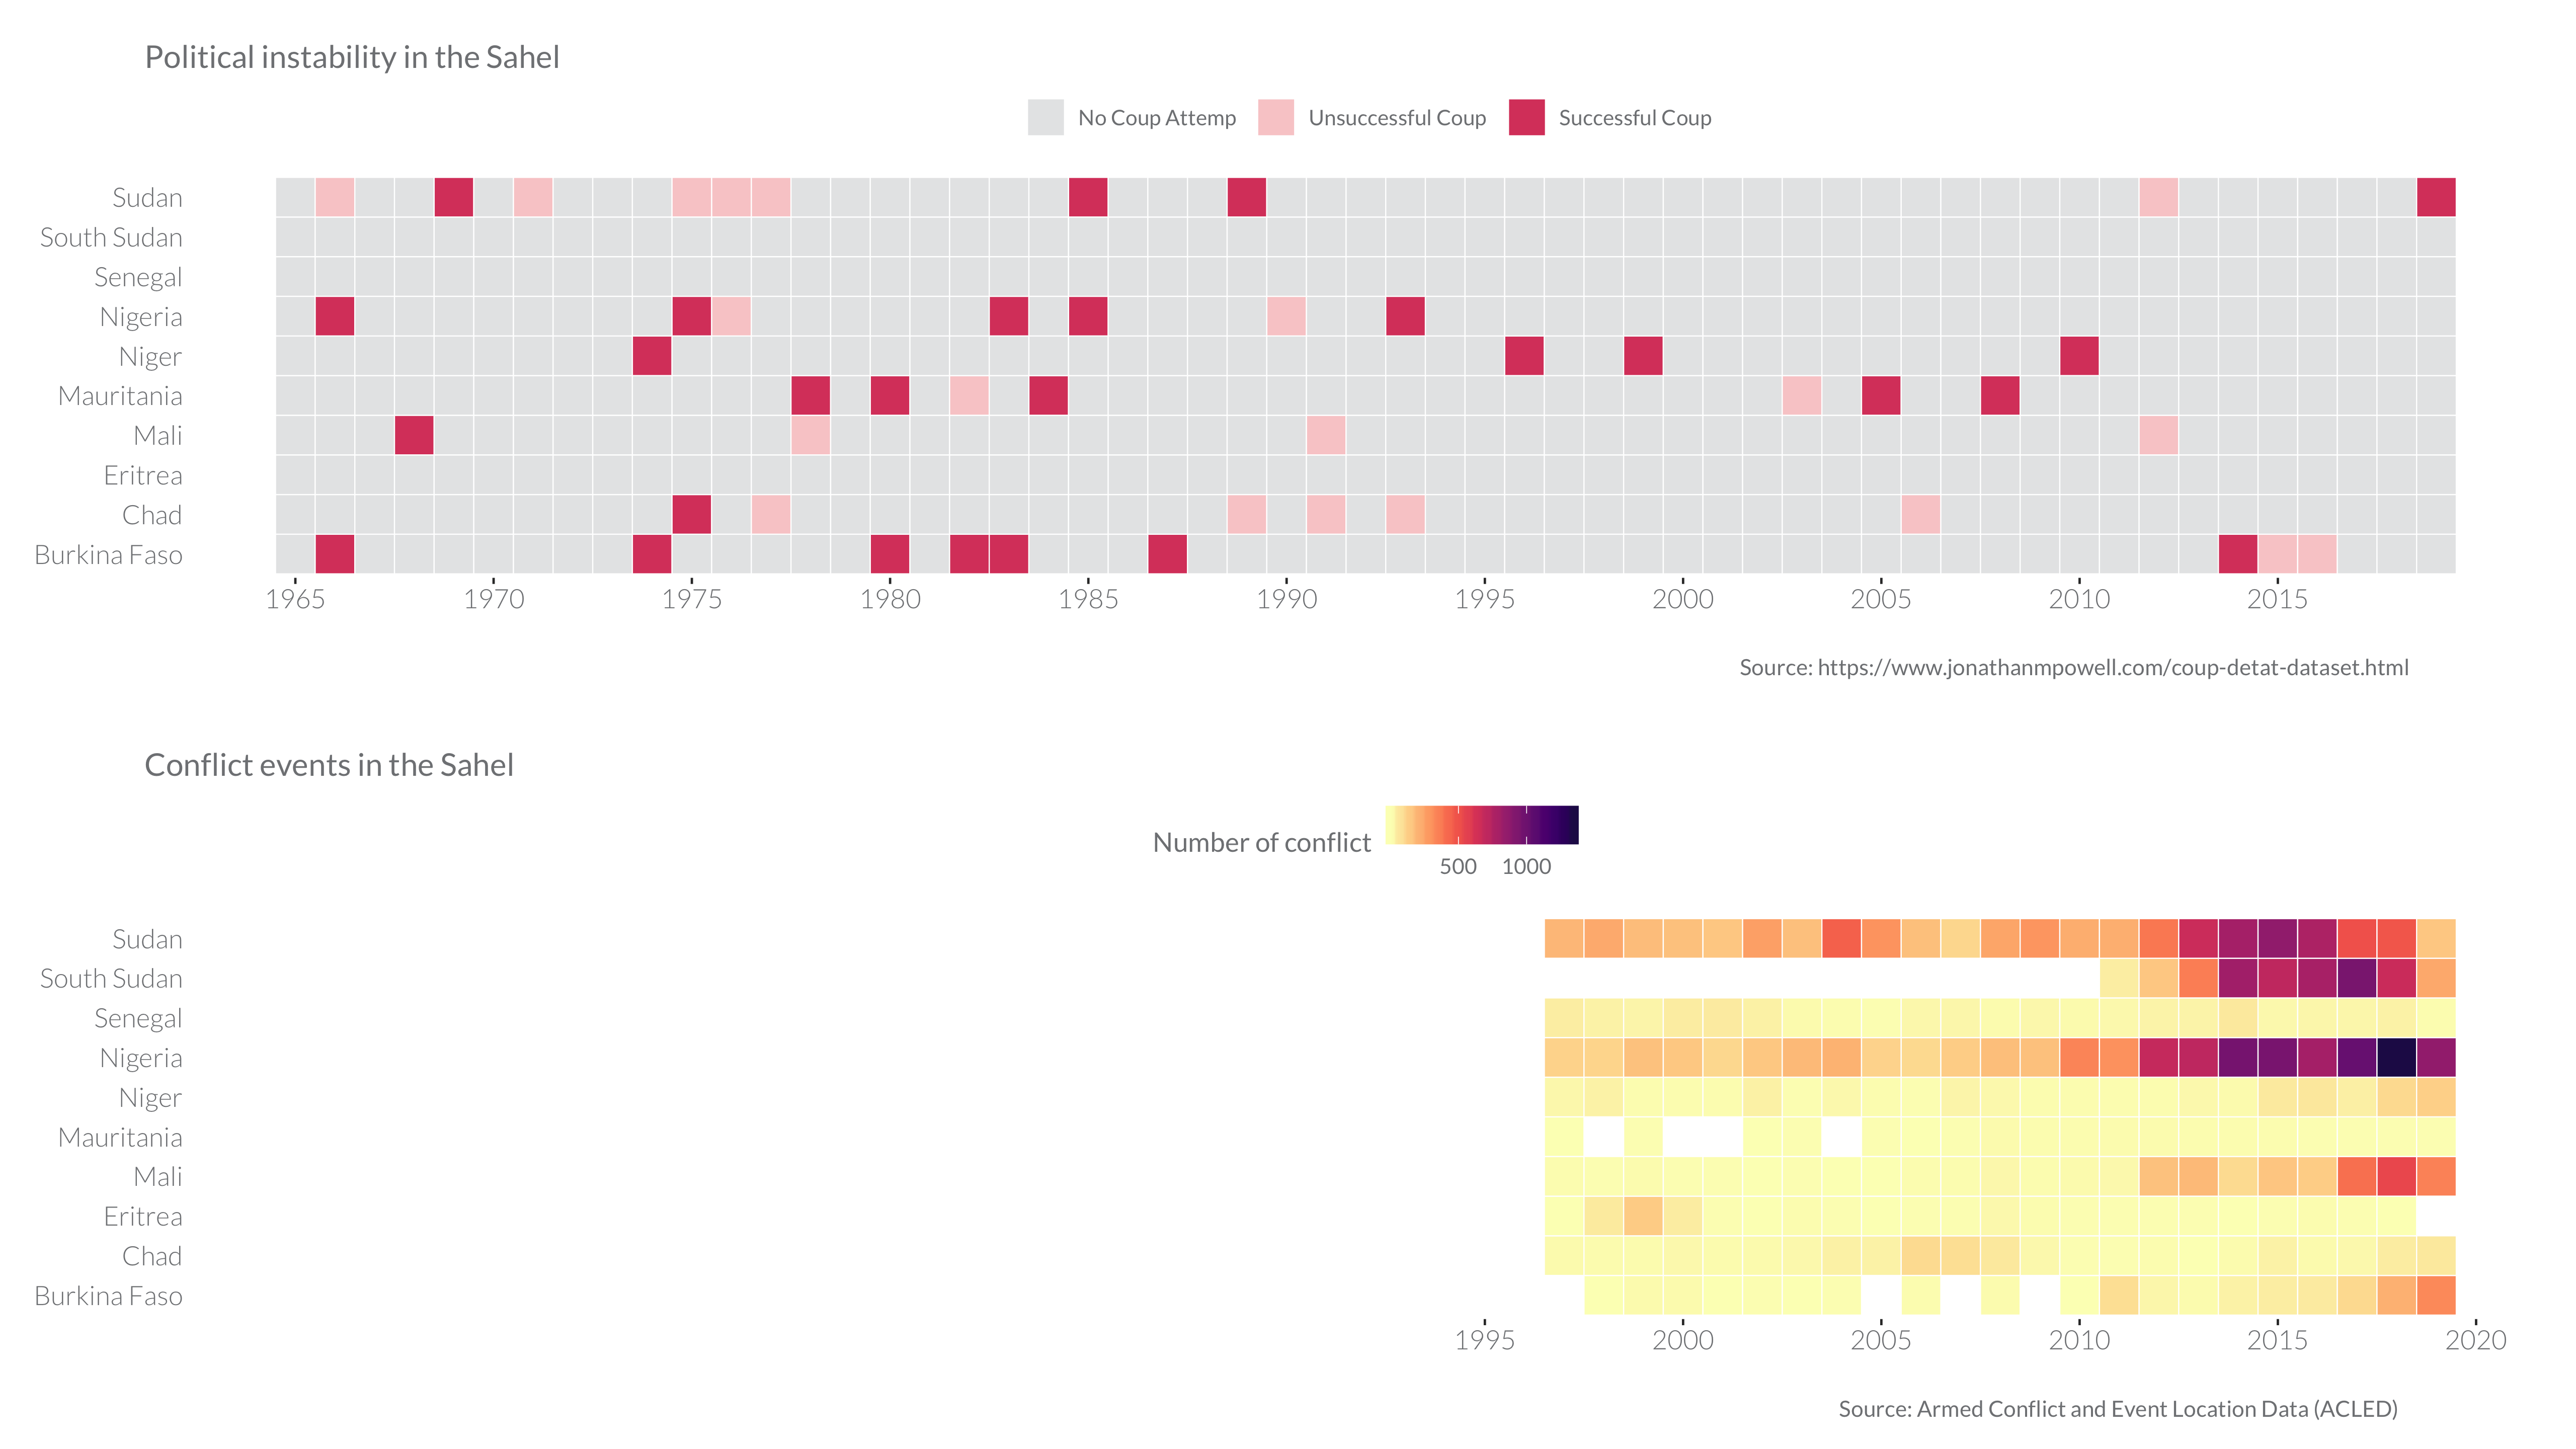 Political instability in the Sahel
No Coup Attemp Unsuccessful Coup Successful Coup
Sudan
South Sudan
Senegal
Nigeria
Niger
Mauritania
Mali
Eritrea
Chad
Burkina Faso
1965 1970 1975 1980 1985 1990 1995 2000 2005 2010 2015
Source: https://www.jonathanmpowell.com/coup-detat-dataset.html
Conflict events in the Sahel
Number of conflict
500 1000
Sudan
South Sudan
Senegal
Nigeria
Niger
Mauritania
Mali
Eritrea
Chad
Burkina Faso
1995 2000 2005 2010 2015 2020
Source: Armed Conflict and Event Location Data (ACLED)